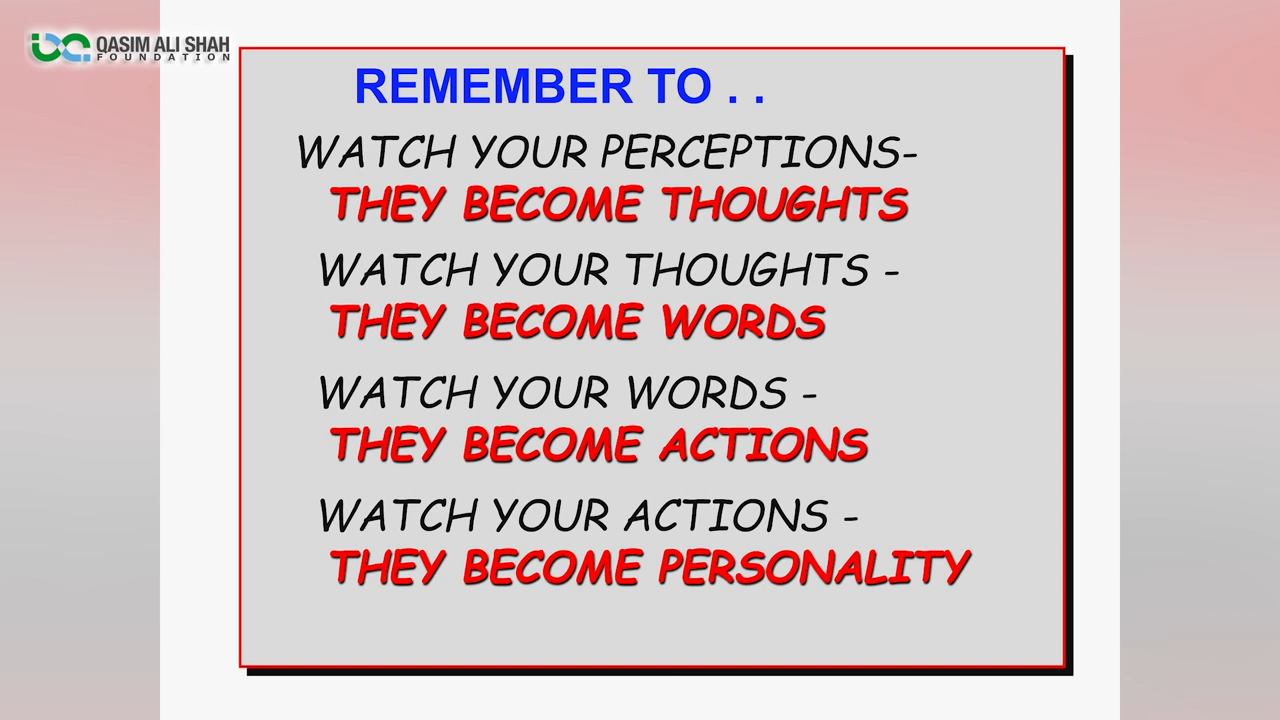 QASIM ALI SHAH
FOUNDATION
REMEMBER TO . .
WATCH YOUR PERCEPTIONS-
THEY BECOME THOUGHTS
WATCH YOUR THOUGHTS -
THEY BECOME WORDS
WATCH YOUR WORDS -
THEY BECOME ACTIONS
WATCH YOUR ACTIONS -
THEY BECOME PERSONALITY